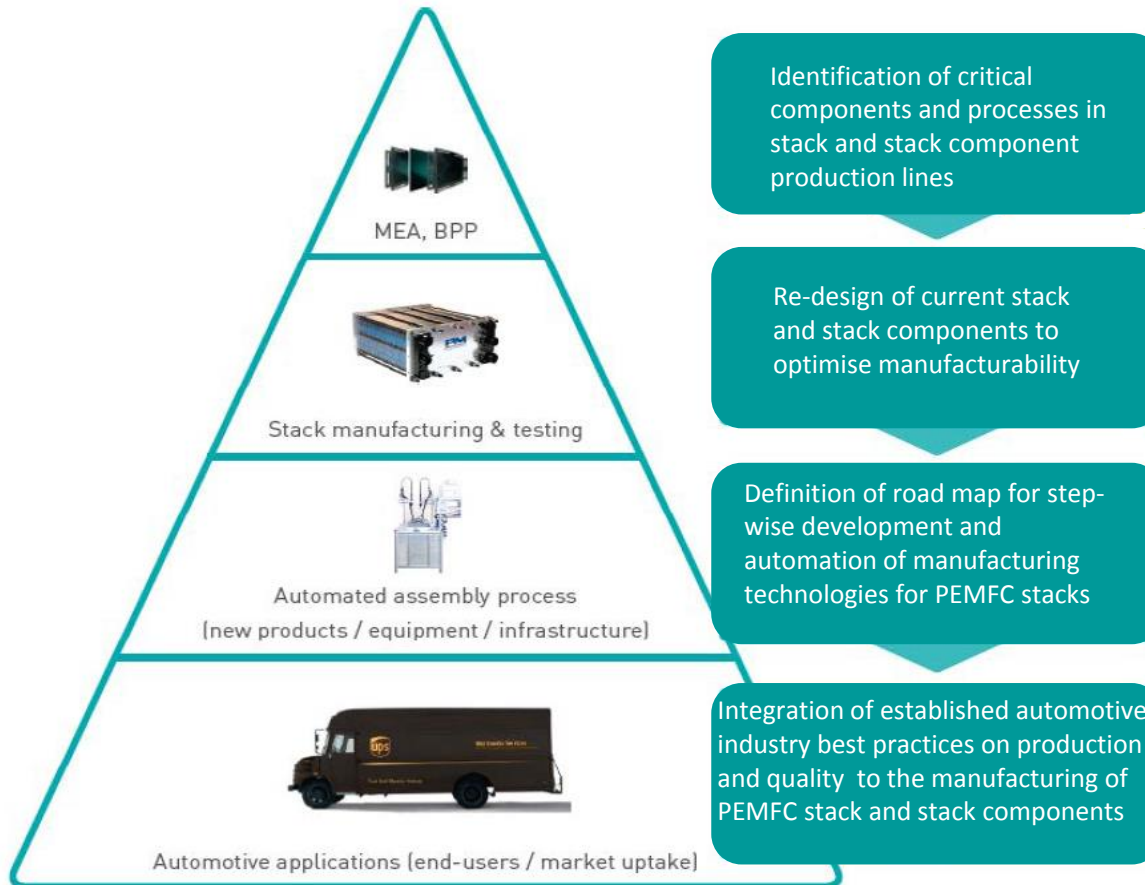 MEA, BPP
Stack manufacturing & testing
Automated assembly process
(new products / equipment / infrastructure)
ups
Automotive applications (end-users / market uptake)
Identification of critical
components and processes in
stack and stack component
production lines
Re-design of current stack
and stack components to
optimise manufacturability
Definition of road map for step-
wise development and
automation of manufacturing
technologies for PEMFC stacks
Integration of established automotive
industry best practices on production
and quality to the manufacturing of
PEMFC stack and stack components